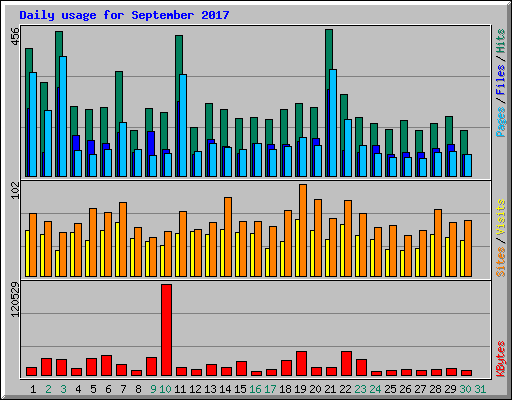 Daily usage for September 2017
456
Pages / Files / Hits
102
Sites / Visits
120529
KBytes
1 2 3 4 5 6 7 8 9 10 11 12 13 14 15 16 17 18 19 20 21 22 23 24 25 26 27 28 29 30 31